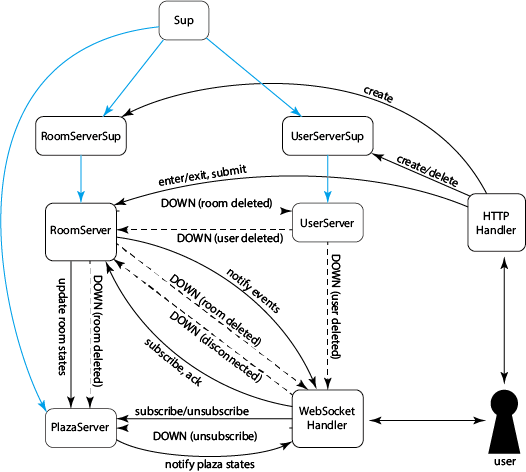 Sup
create
RoomServerSup
UserServerSup
create/delete
enter/exit, submit
DOWN (room deleted)
RoomServer
UserServer
HTTP
Handler
DOWN (user deleted)
notify events
update room states
DOWN (room deleted)
DOWN (room deleted)
DOWN (disconnected)
DOWN (user deleted)
subscribe, ack
subscribe/unsubscribe
WebSocket
Handler
PlazaServer
DOWN (unsubscribe)
notify plaza states
user